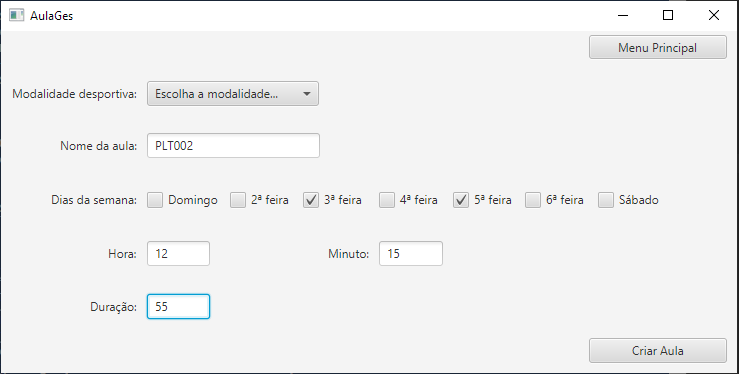 AulaGes
Menu Principal
Modalidade desportiva: Escolha a modalidade...
Nome da aula: PLT002
Dias da semana: Domingo 2ª feira 3ª feira 4ª feira 5ª feira 6ª feira Sábado
Hora: 12 Minuto: 15
Duração: 55
Criar Aula